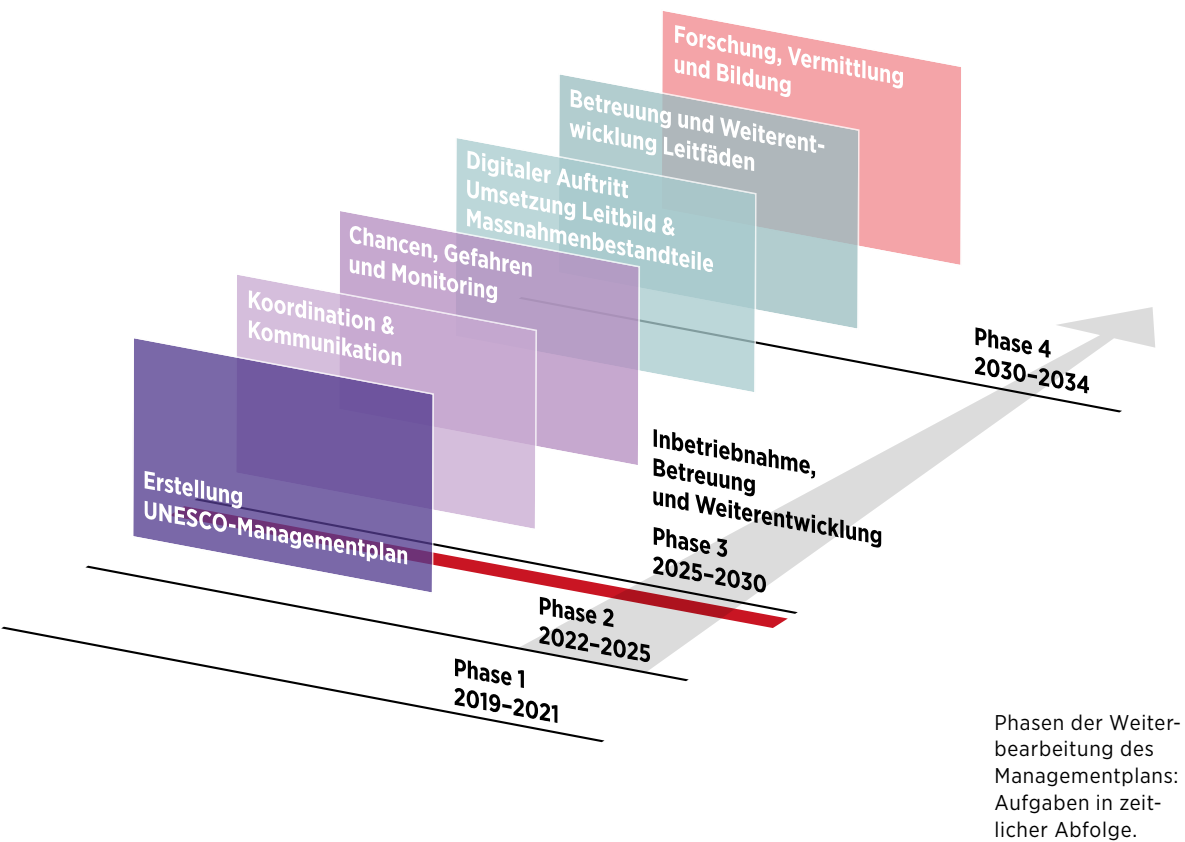 Forschung, Vermittlung
und Bildung
Betreuung und Weiterent-
wicklung Leitfäden
Digitaler Auftritt
Umsetzung Leitbild &
Massnahmenbestandteile
Chancen, Gefahren
und Monitoring
Koordination &
Kommunikation
Erstellung
UNESCO-Managementplan
Phase 4
2030–2034
Inbetriebnahme,
Betreuung
und Weiterentwicklung
Phase 3
2025–2030
Phase 2
2022–2025
Phase 1
2019–2021
Phasen der Weiter-
bearbeitung des
Managementplans:
Aufgaben in zeit-
licher Abfolge.